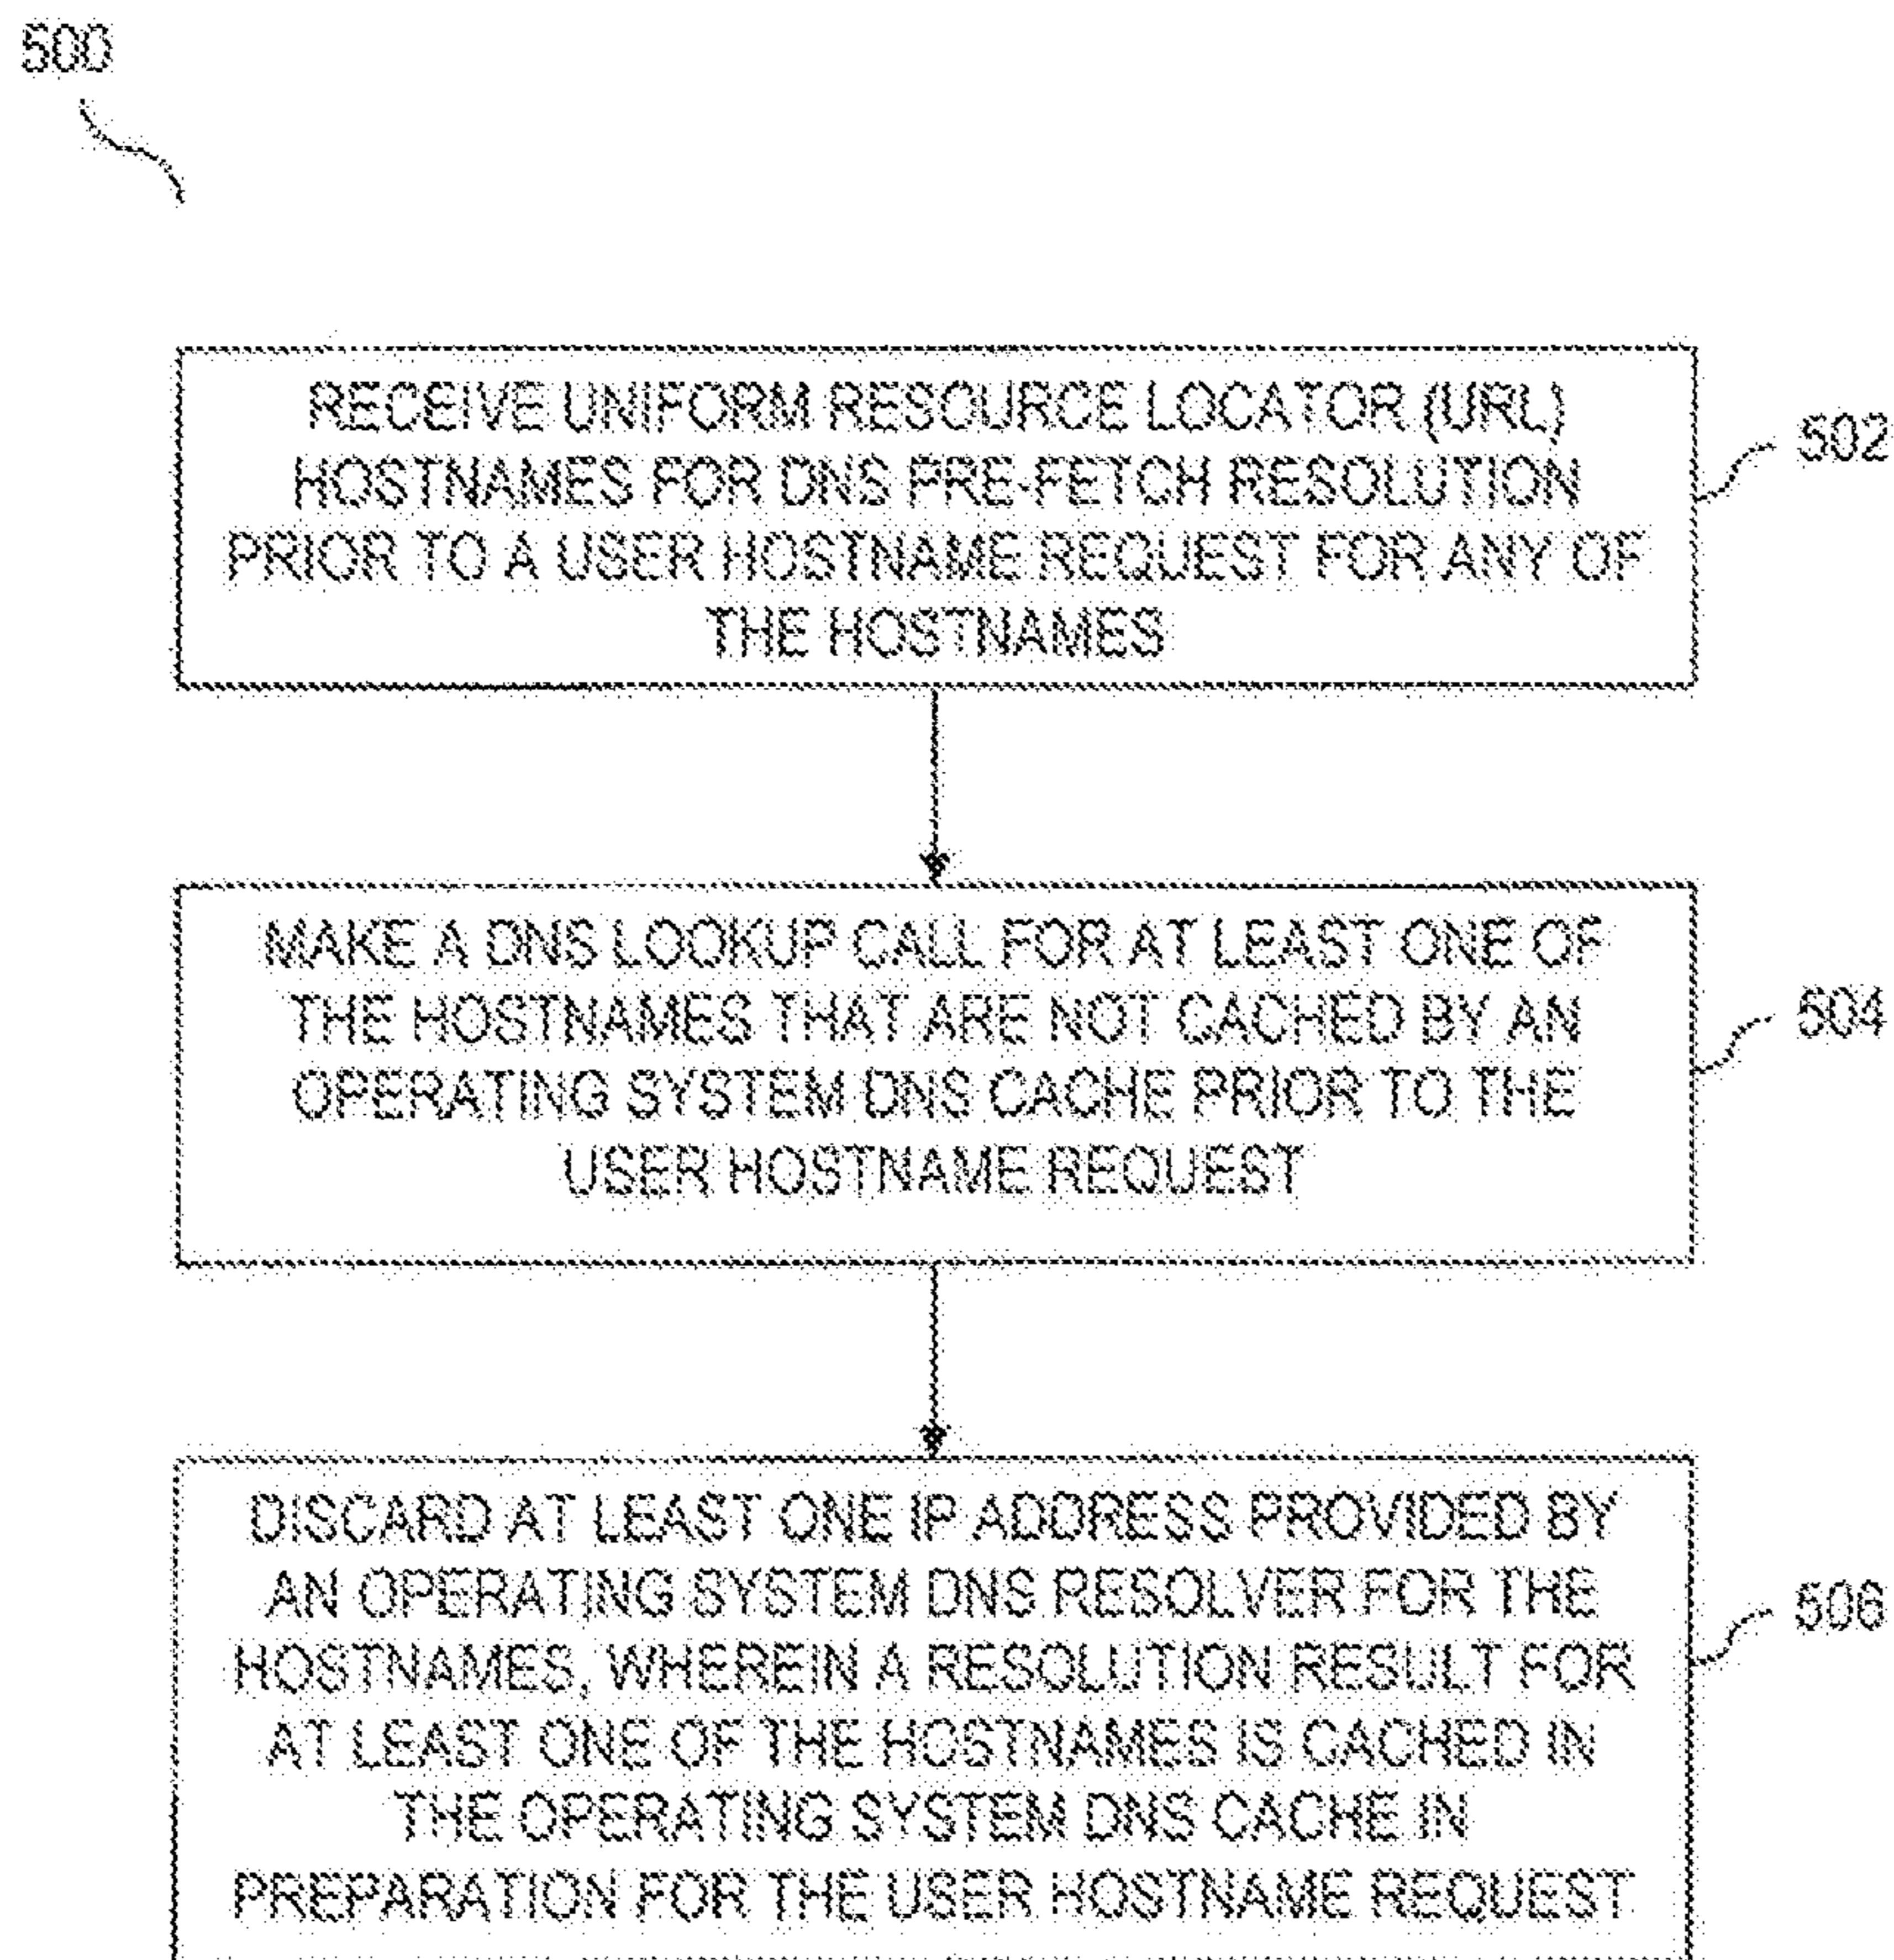 500
RECEIVE UNIFORM RESOURCE LOCATOR (URL)
HOSTNAMES FOR DNS PRE-FETCH RESOLUTION
PRIOR TO A USER HOSTNAME REQUEST FOR ANY OF
THE HOSTNAMES
502
MAKE A DNS LOOKUP CALL FOR AT LEAST ONE OF
THE HOSTNAMES THAT ARE NOT CACHED BY AN
OPERATING SYSTEM DNS CACHE PRIOR TO THE
USER HOSTNAME REQUEST
504
DISCARD AT LEAST ONE IP ADDRESS PROVIDED BY
AN OPERATING SYSTEM DNS RESOLVER FOR THE
HOSTNAMES, WHEREIN A RESOLUTION RESULT FOR
AT LEAST ONE OF THE HOSTNAMES IS CACHED IN
THE OPERATING SYSTEM DNS CACHE IN
PREPARATION FOR THE USER HOSTNAME REQUEST
506